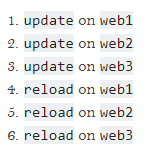 1. update on web1
2. update on web2
3. update on web3
4. reload on web1
5. reload on web2
6. reload on web3